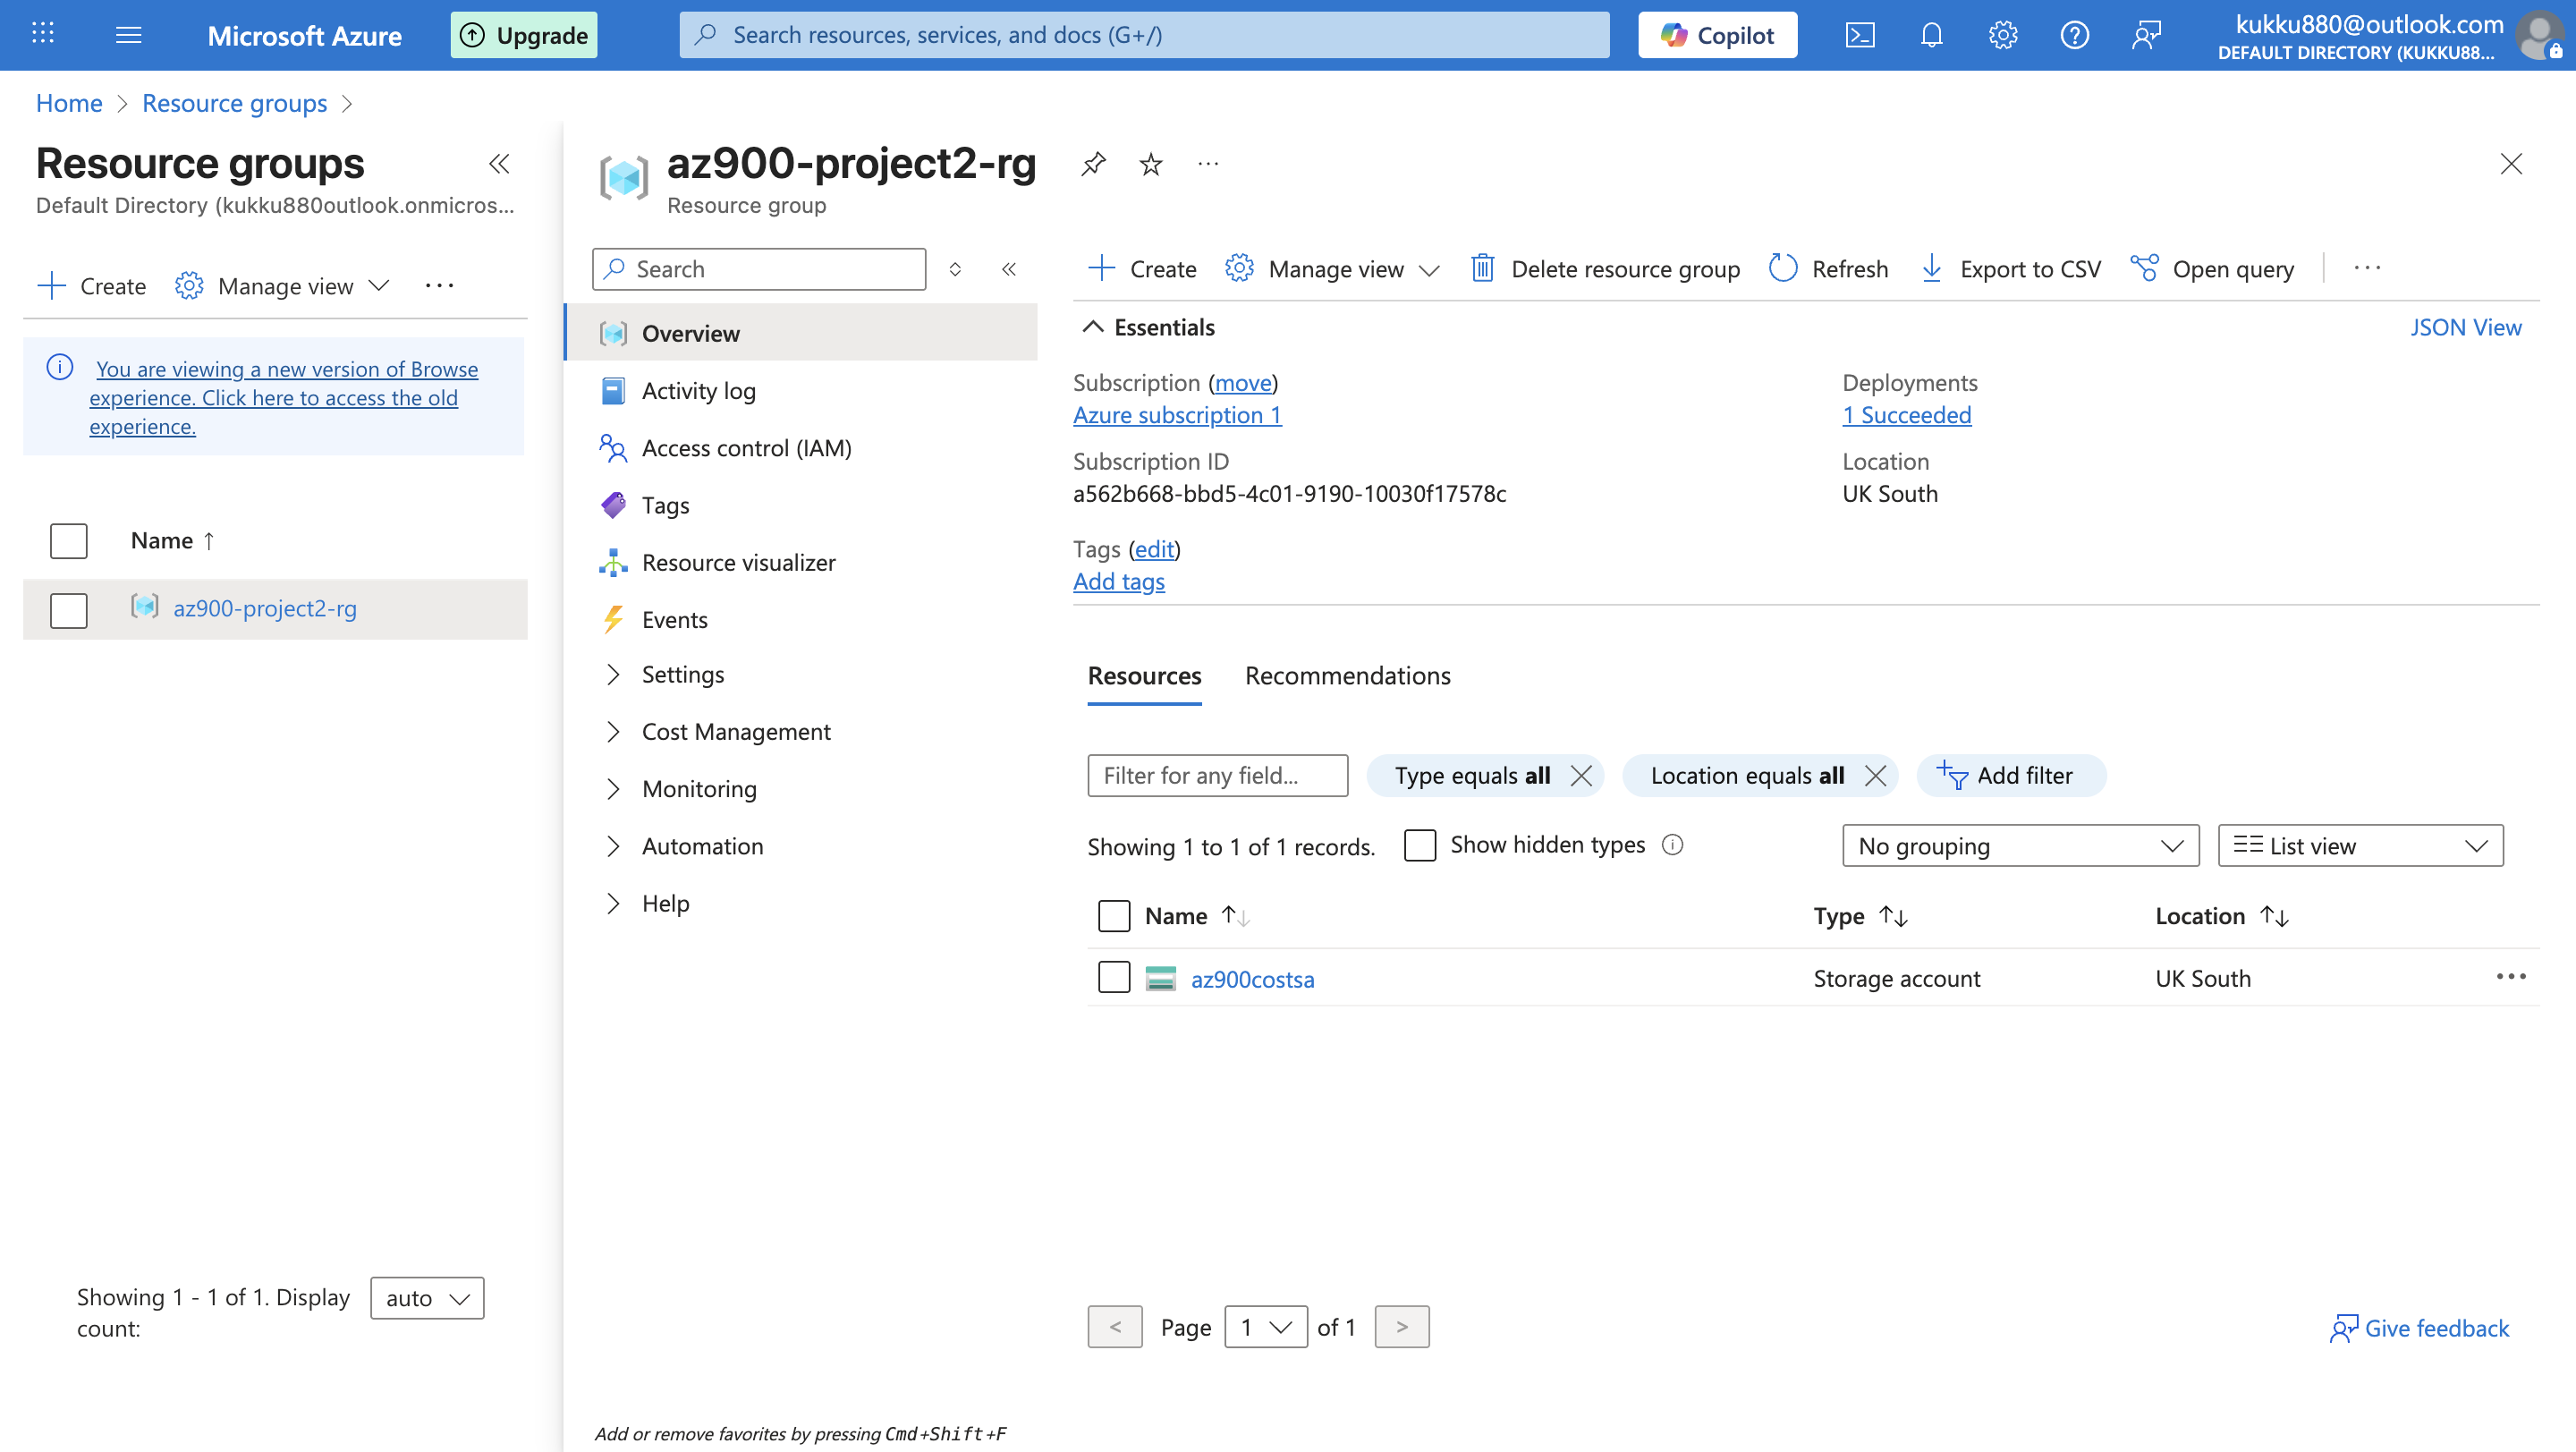 Microsoft Azure
Upgrade
Search resources, services, and docs (G+/)
Copilot
kukku880@outlook.com
DEFAULT DIRECTORY (KUKKU88...
Home > Resource groups >
Resource groups
Default Directory (kukku880outlook.onmicros...
Create
Manage view
You are viewing a new version of Browse
experience. Click here to access the old
experience.
Name ↑
az900-project2-rg
Showing 1 - 1 of 1. Display
count:
auto
az900-project2-rg
Resource group
Search
Overview
Activity log
Access control (IAM)
Tags
Resource visualizer
Events
Settings
Cost Management
Monitoring
Automation
Help
Add or remove favorites by pressing Cmd+Shift+F
Create
Manage view
Delete resource group
Refresh
Export to CSV
Open query
Essentials
JSON View
Subscription (move)
Azure subscription 1
Subscription ID
a562b668-bbd5-4c01-9190-10030f17578c
Tags (edit)
Add tags
Deployments
1 Succeeded
Location
UK South
Resources
Recommendations
Filter for any field...
Type equals all
Location equals all
Add filter
Showing 1 to 1 of 1 records.
Show hidden types
No grouping
List view
Name ↑↓
Type ↑↓
Location ↑↓
az900costsa
Storage account
UK South
< Page 1 of 1 >
Give feedback